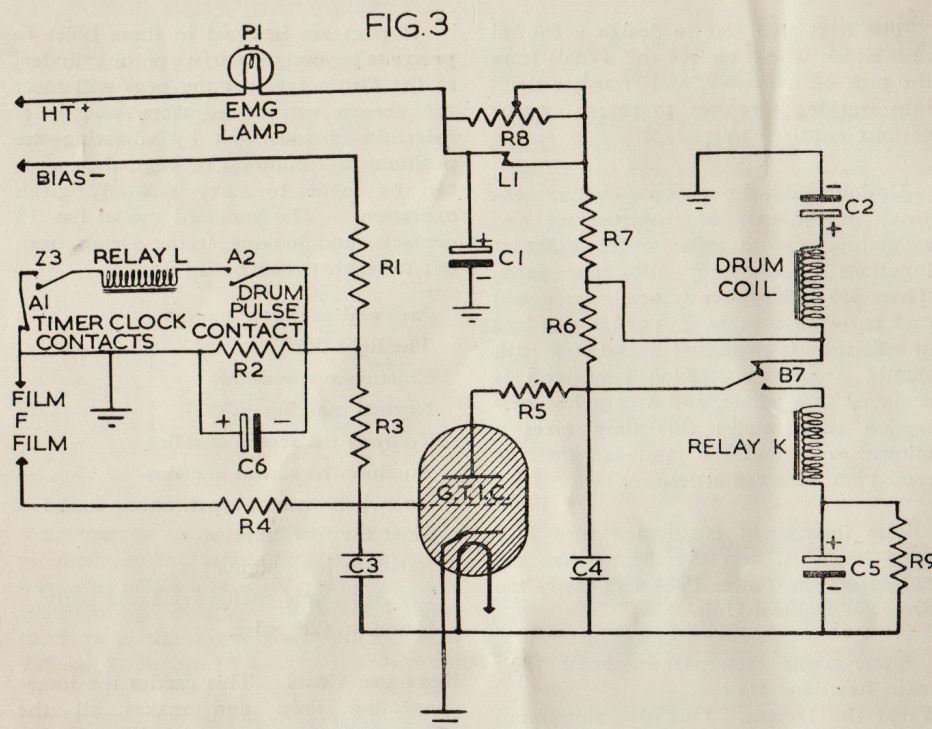 FIG.3
P1
EMG
LAMP
HT+
BIAS-
R8
L1
C1
+
-
R7
C2
-
+
DRUM
COIL
Z3
RELAY L
A2
A1
TIMER CLOCK
CONTACTS
DRUM
PULSE
CONTACT
R1
R2
R6
B7
FILM
F
FILM
+
-
C6
R3
R5
RELAY K
G.T.I.C.
R4
C3
C4
+
-
C5
R9